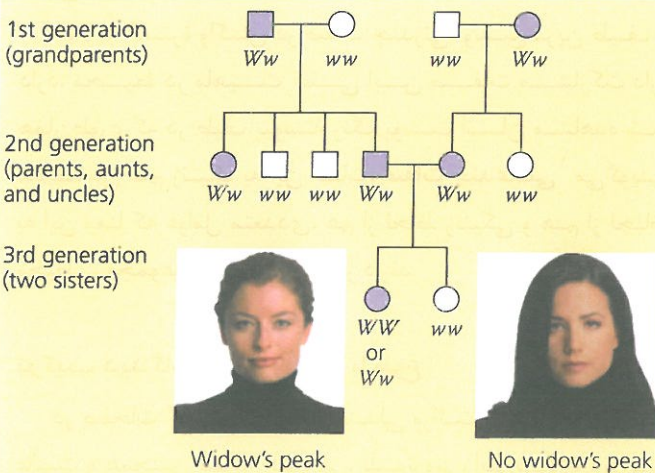 1st generation
(grandparents)
Ww ww ww Ww
2nd generation
(parents, aunts,
and uncles)
Ww ww ww Ww Ww ww
3rd generation
(two sisters)
WW
or
Ww
ww
Widow's peak
No widow's peak